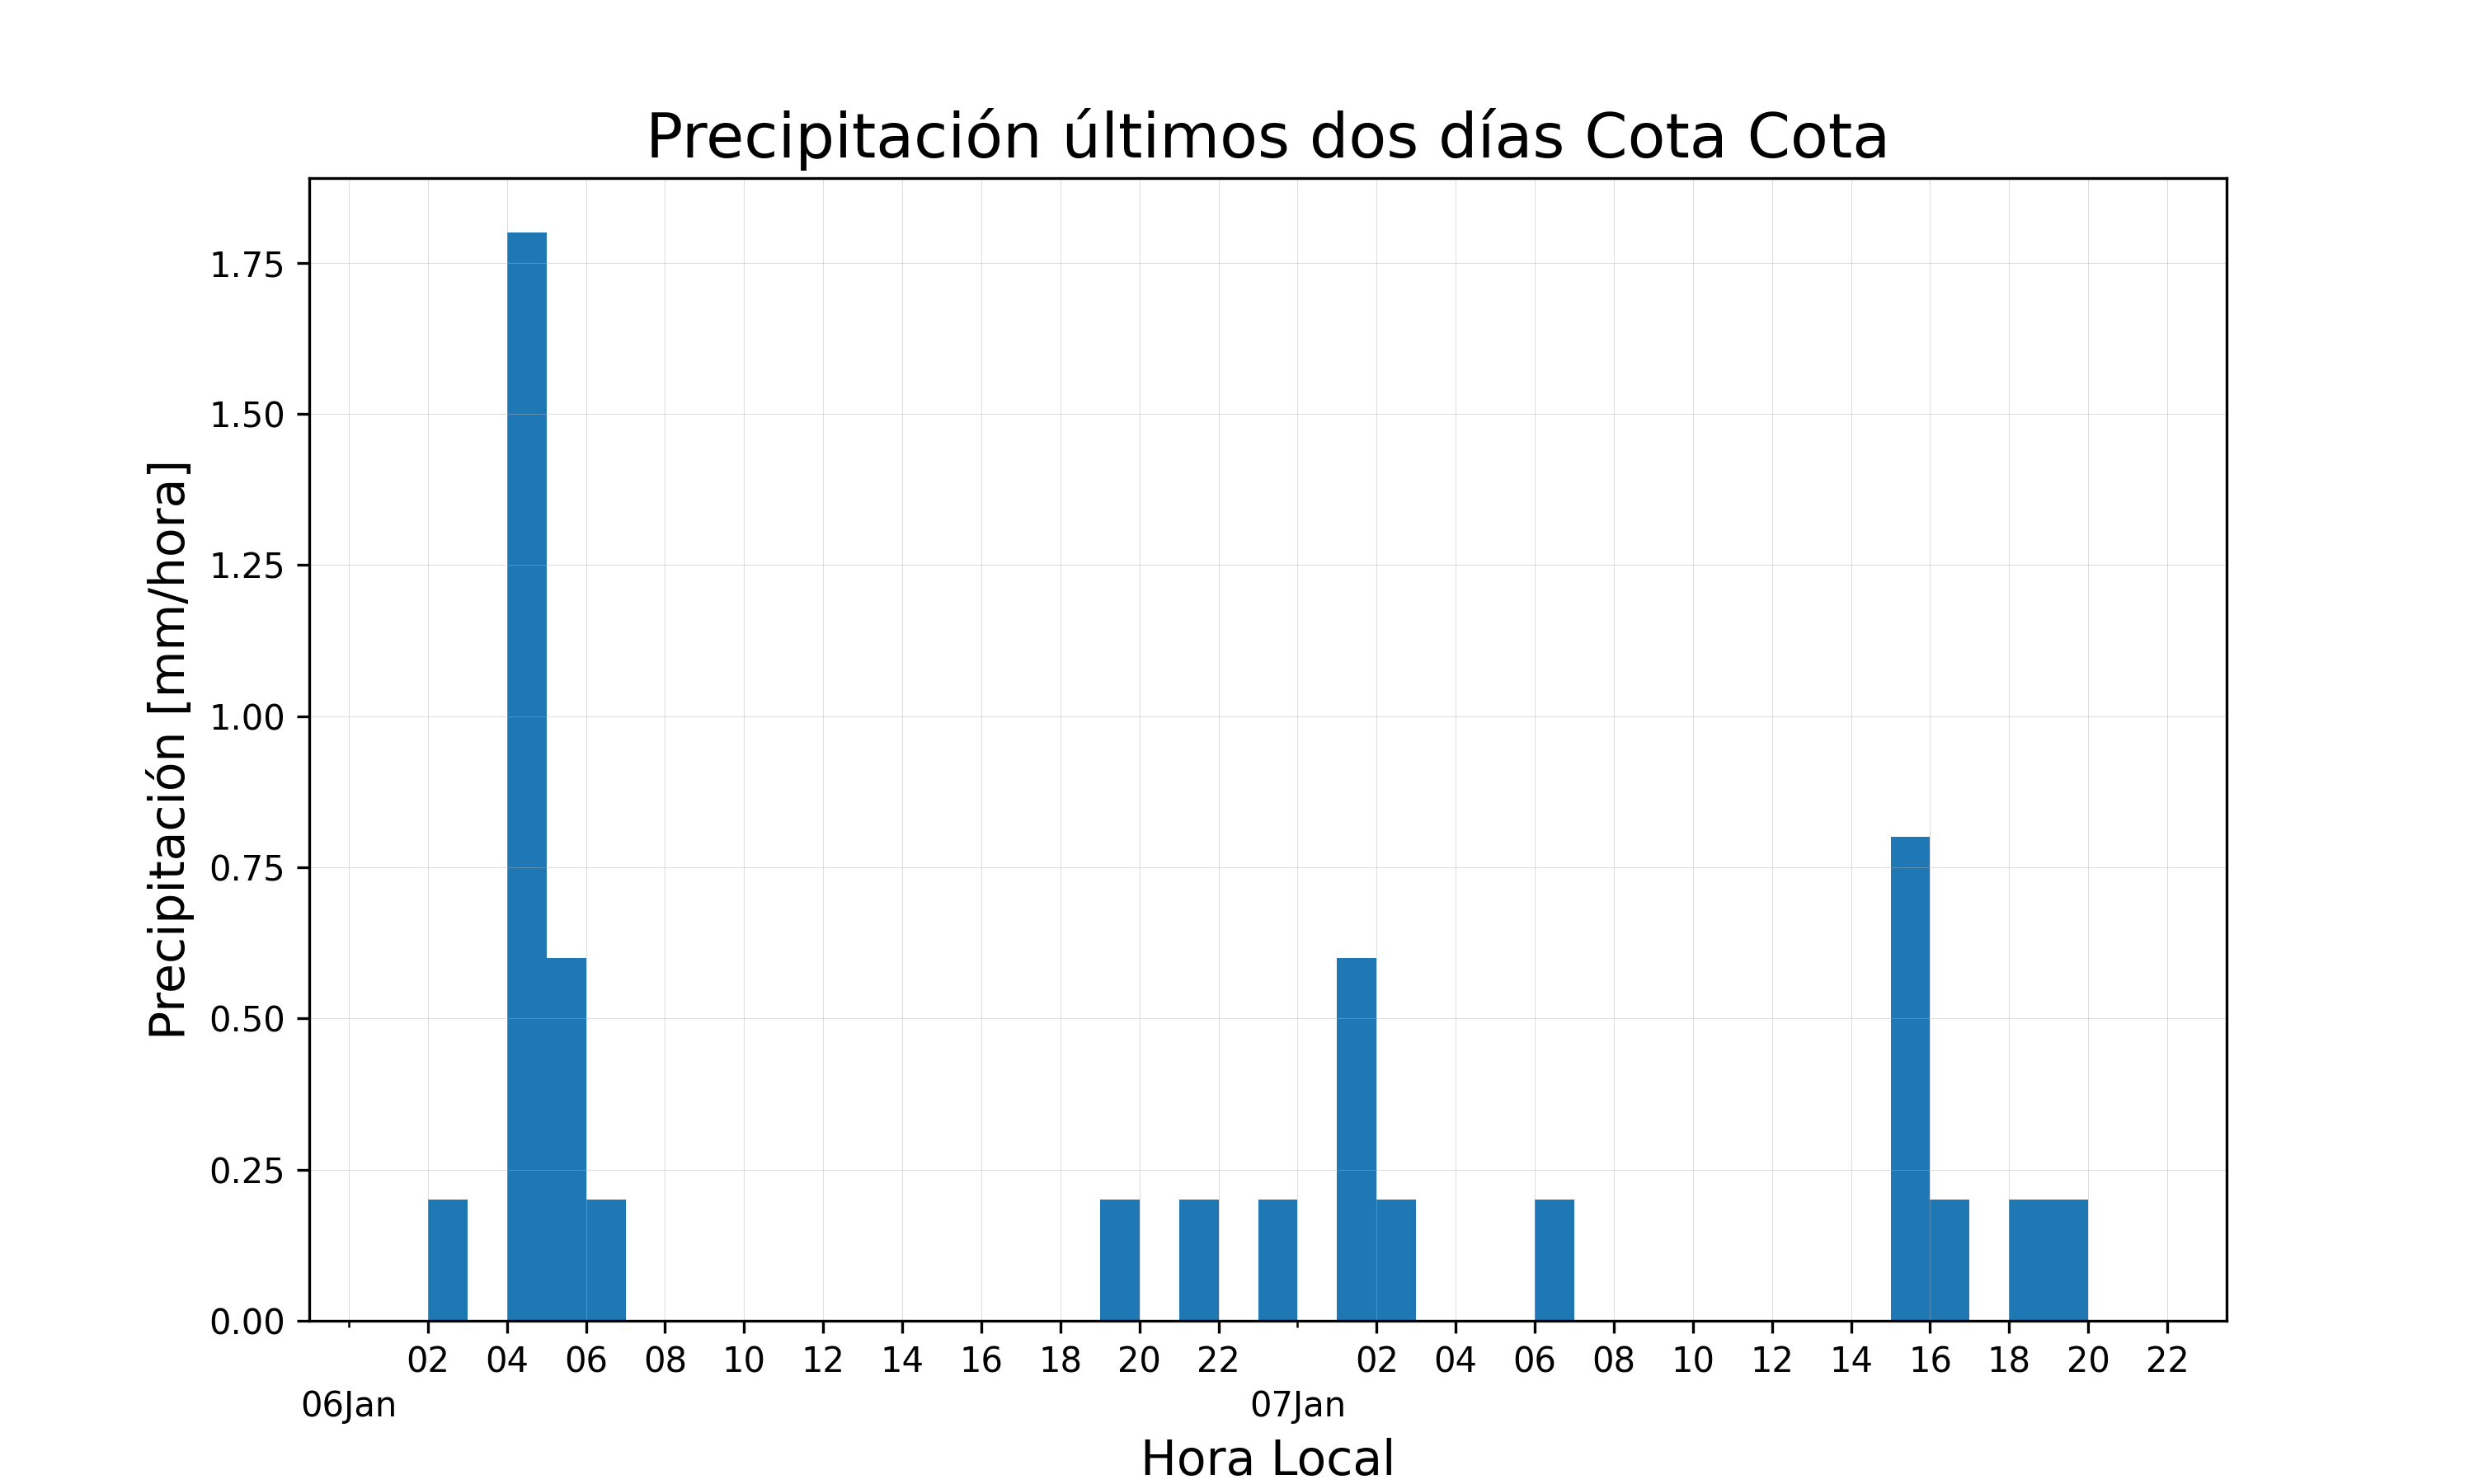 Precipitación últimos dos días Cota Cota
Precipitación [mm/hora]
1.75
1.50
1.25
1.00
0.75
0.50
0.25
0.00
02 04 06 08 10 12 14 16 18 20 22 02 04 06 08 10 12 14 16 18 20 22
06Jan 07Jan
Hora Local